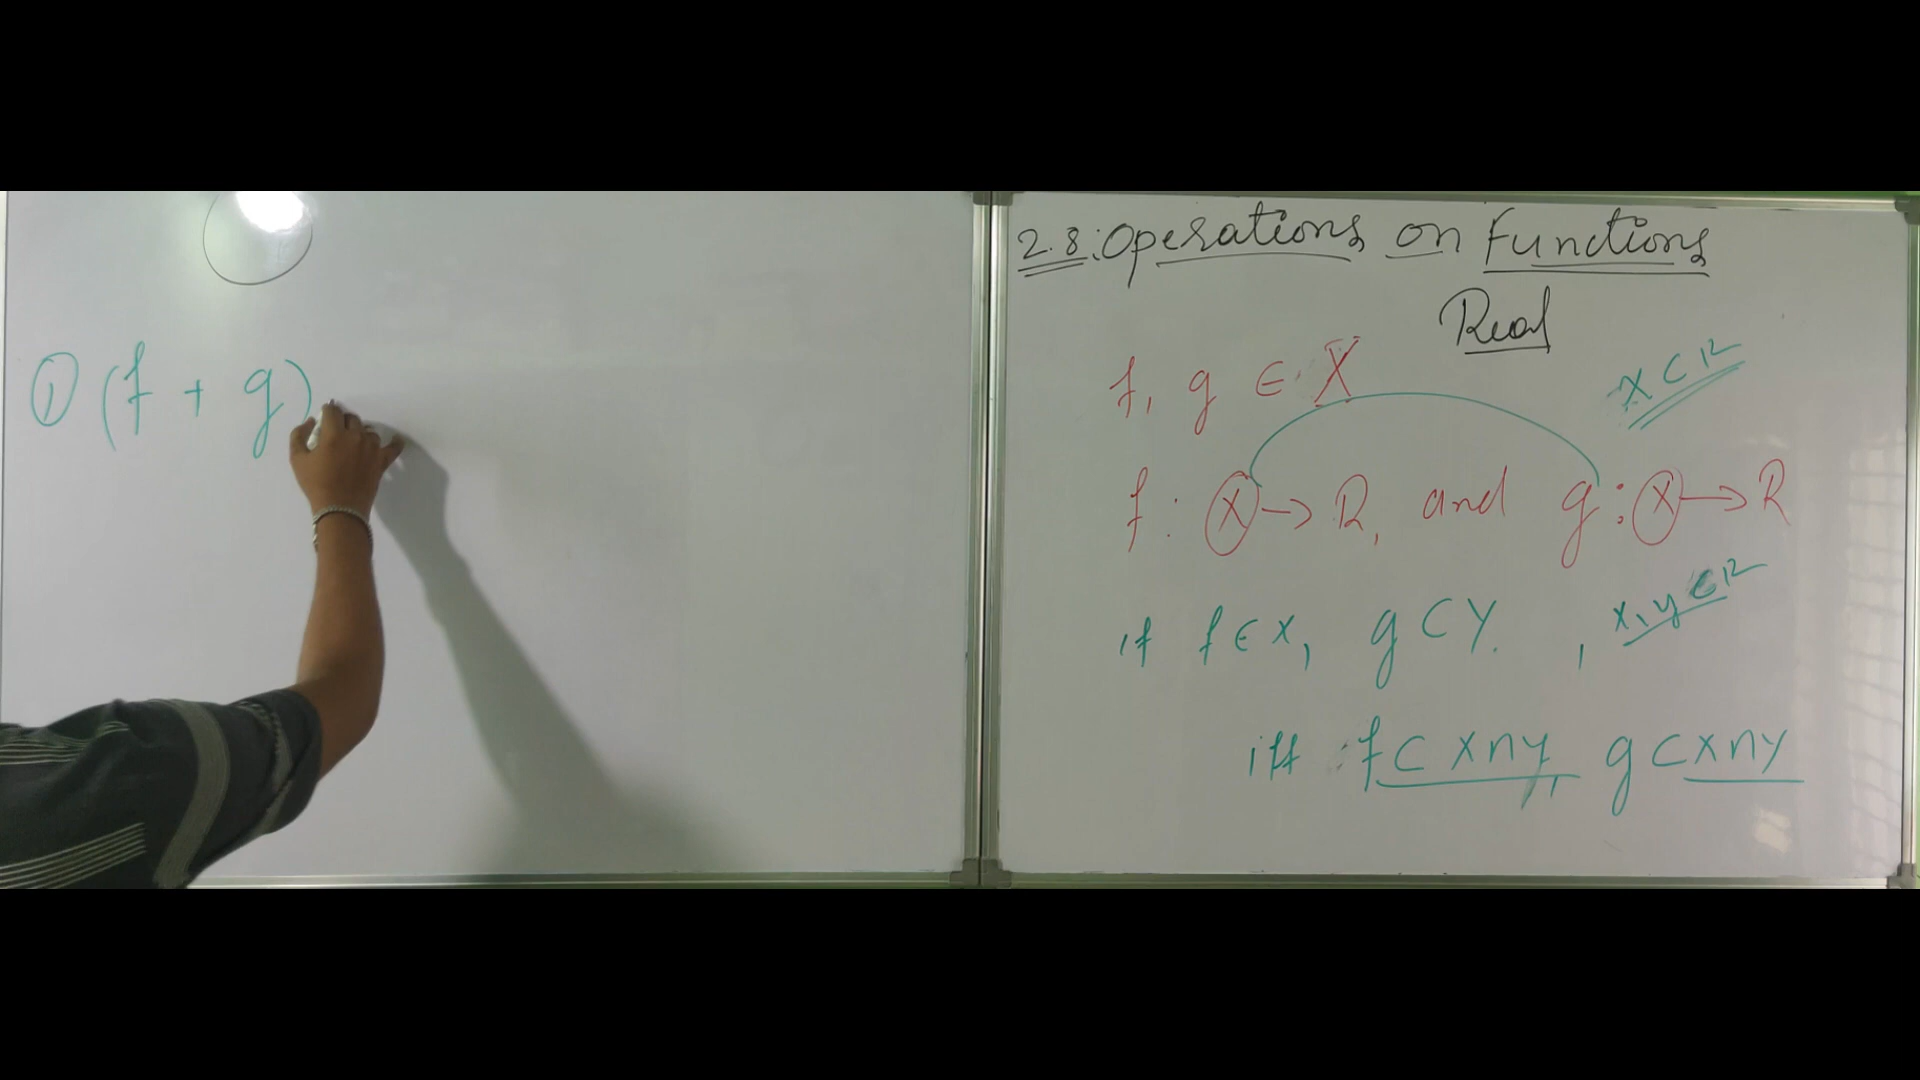 ① (f + g)
2.8: Operations on Functions
Real
f, g ∈ X
X ⊂ R
f : X → R, and g : X → R
if f ∈ X, g ⊂ Y. , X, y ⊂ R
iff f ⊂ X ∩ y, g ⊂ X ∩ y